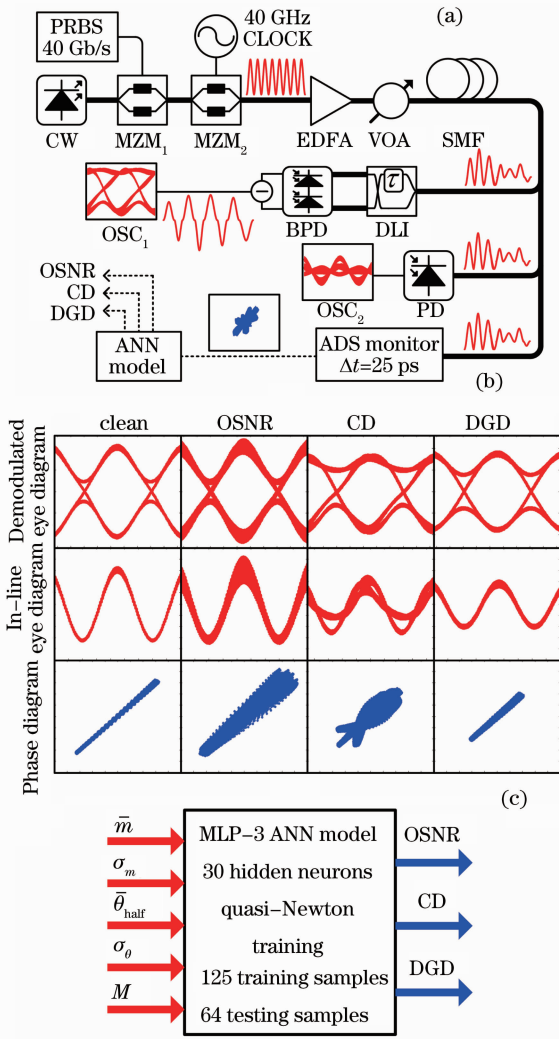 (a)
PRBS
40 Gb/s
40 GHz
CLOCK
CW
MZM₁
MZM₂
EDFA
VOA
SMF
OSC₁
BPD
τ
DLI
OSC₂
PD
OSNR
CD
DGD
ANN
model
ADS monitor
Δt=25 ps
(b)
clean
OSNR
CD
DGD
Demodulated
eye diagram
In-line
eye diagram
Phase diagram
(c)
m̄
σₘ
θ̄half
σθ
M
MLP-3 ANN model
30 hidden neurons
quasi-Newton
training
125 training samples
64 testing samples
OSNR
CD
DGD